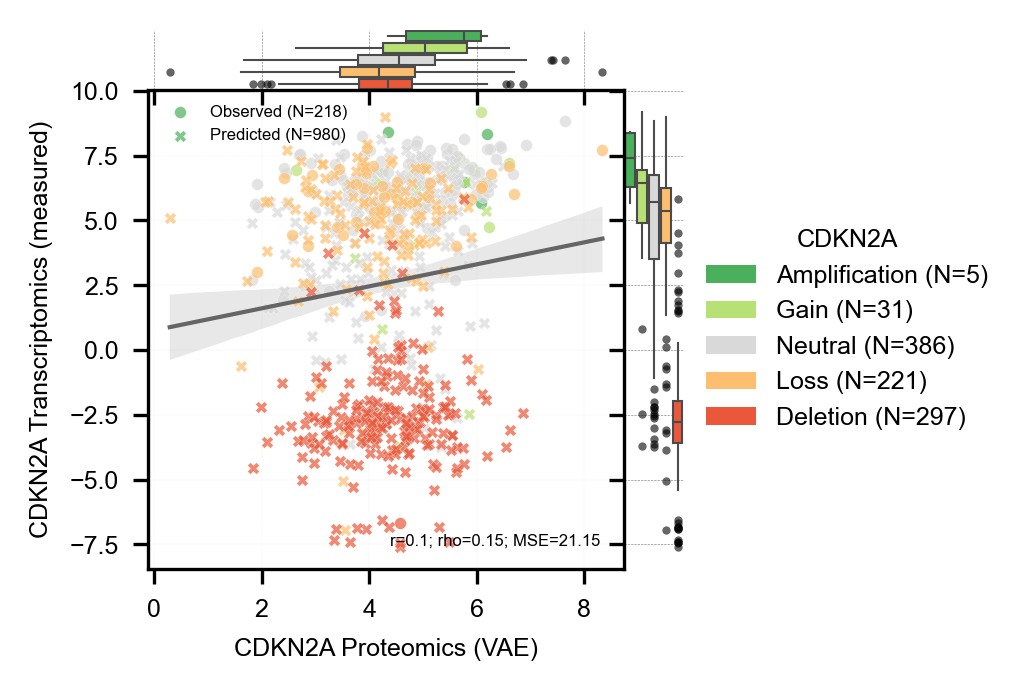 Observed (N=218)
Predicted (N=980)
10.0
7.5
5.0
2.5
0.0
−2.5
−5.0
−7.5
CDKN2A Transcriptomics (measured)
r=0.1; rho=0.15; MSE=21.15
0
2
4
6
8
CDKN2A Proteomics (VAE)
CDKN2A
Amplification (N=5)
Gain (N=31)
Neutral (N=386)
Loss (N=221)
Deletion (N=297)